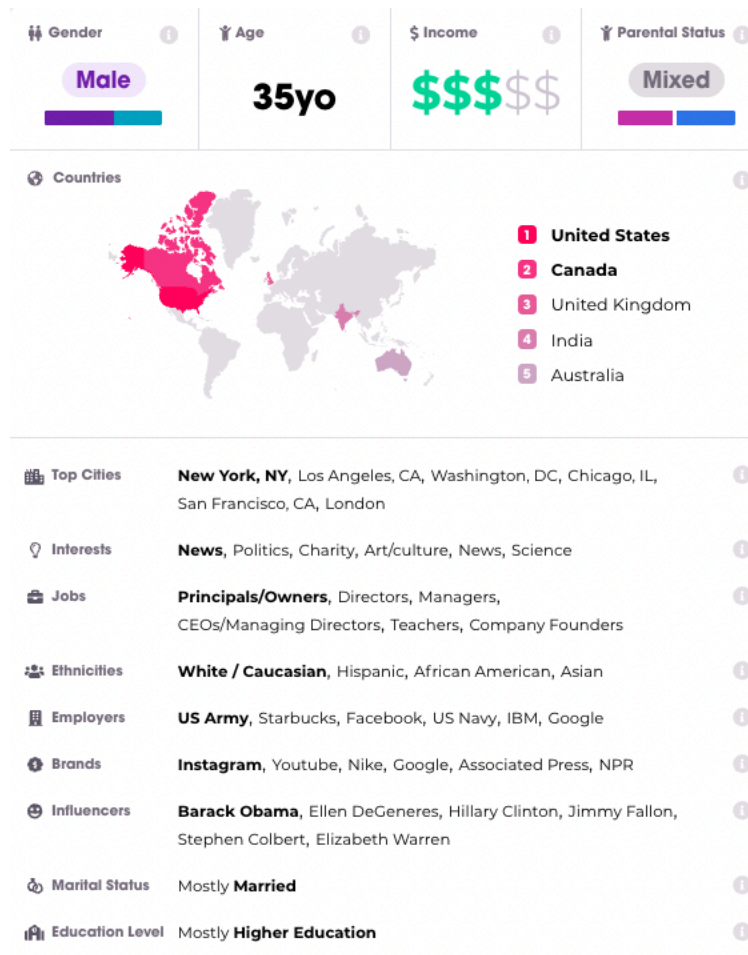 Gender
Age
$ Income
Parental Status
Male
35yo
$$$$$
Mixed
Countries
1 United States
2 Canada
3 United Kingdom
4 India
5 Australia
Top Cities New York, NY, Los Angeles, CA, Washington, DC, Chicago, IL,
San Francisco, CA, London
Interests News, Politics, Charity, Art/culture, News, Science
Jobs Principals/Owners, Directors, Managers,
CEOs/Managing Directors, Teachers, Company Founders
Ethnicities White / Caucasian, Hispanic, African American, Asian
Employers US Army, Starbucks, Facebook, US Navy, IBM, Google
Brands Instagram, Youtube, Nike, Google, Associated Press, NPR
Influencers Barack Obama, Ellen DeGeneres, Hillary Clinton, Jimmy Fallon,
Stephen Colbert, Elizabeth Warren
Marital Status Mostly Married
Education Level Mostly Higher Education